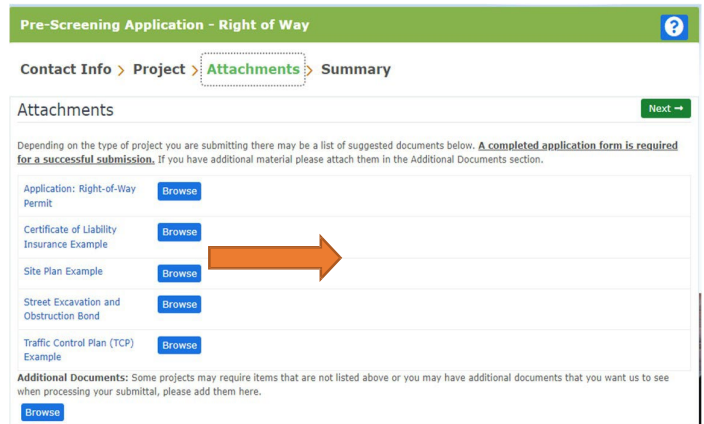 Pre-Screening Application - Right of Way
?
Contact Info > Project > Attachments > Summary
Attachments
Next →
Depending on the type of project you are submitting there may be a list of suggested documents below. A completed application form is required
for a successful submission. If you have additional material please attach them in the Additional Documents section.
Application: Right-of-Way
Permit
Browse
Certificate of Liability
Insurance Example
Browse
Site Plan Example
Browse
Street Excavation and
Obstruction Bond
Browse
Traffic Control Plan (TCP)
Example
Browse
Additional Documents: Some projects may require items that are not listed above or you may have additional documents that you want us to see
when processing your submittal, please add them here.
Browse